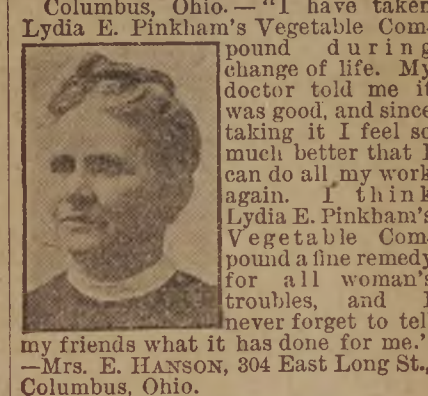 Columbus, Ohio. — "I have taken
Lydia E. Pinkham's Vegetable Com-
pound during
change of life. My
doctor told me it
was good, and since
taking it I feel so
much better that I
can do all my work
again. I think
Lydia E. Pinkham's
Vegetable Com-
pound a fine remedy
for all woman's
troubles, and I
never forget to tell
my friends what it has done for me."
—Mrs. E. HANSON, 304 East Long St.,
Columbus, Ohio.